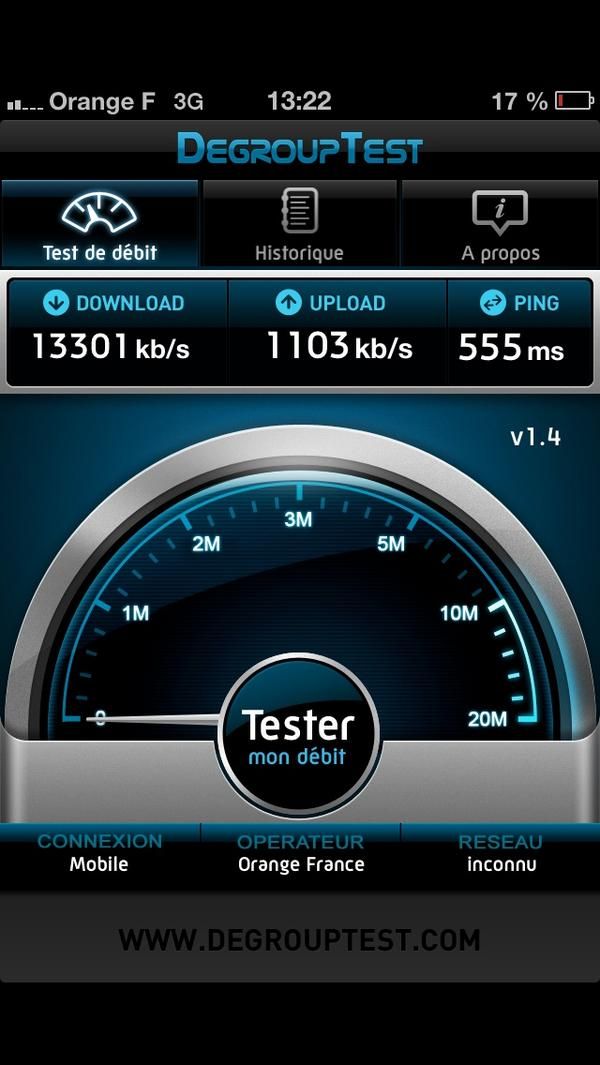 Orange F 3G 13:22 17 %
DEGROUPTEST
Test de débit Historique A propos
DOWNLOAD UPLOAD PING
13301 kb/s 1103 kb/s 555 ms
v1.4
3M
2M 5M
1M 10M
0 20M
Tester
mon débit
CONNEXION OPERATEUR RESEAU
Mobile Orange France inconnu
WWW.DEGROUPTEST.COM